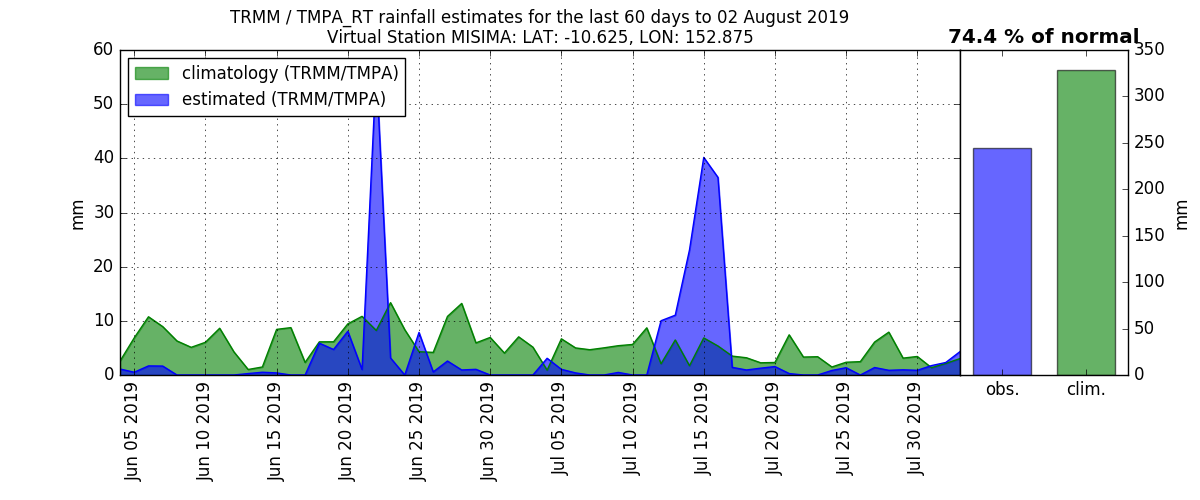 TRMM / TMPA_RT rainfall estimates for the last 60 days to 02 August 2019
Virtual Station MISIMA: LAT: -10.625, LON: 152.875
74.4 % of normal
climatology (TRMM/TMPA)
estimated (TRMM/TMPA)
60
50
40
30
20
10
0
mm
Jun 05 2019
Jun 10 2019
Jun 15 2019
Jun 20 2019
Jun 25 2019
Jun 30 2019
Jul 05 2019
Jul 10 2019
Jul 15 2019
Jul 20 2019
Jul 25 2019
Jul 30 2019
350
300
250
200
150
100
50
0
mm
obs.
clim.